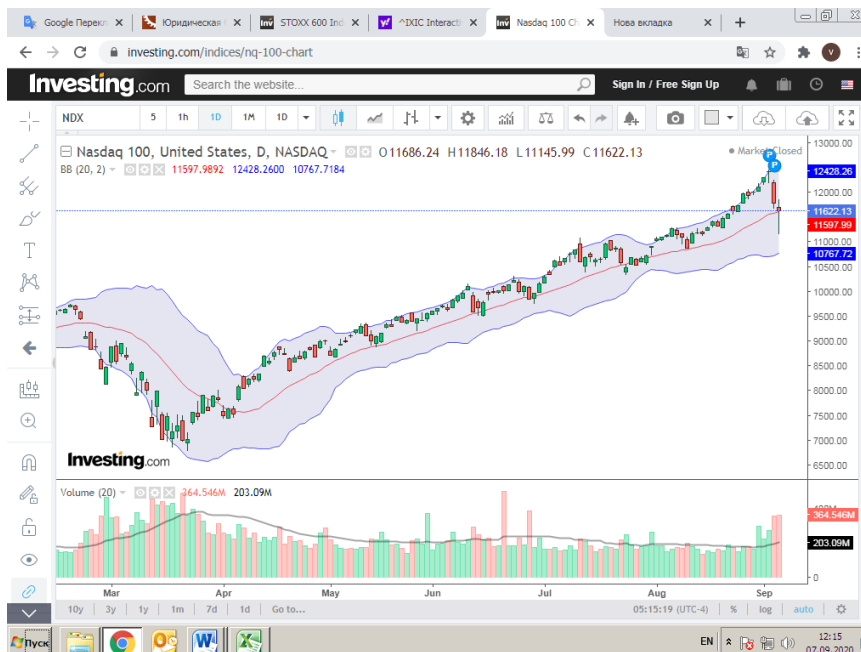 Google Перекл
Юридическая
STOXX 600 Ind
^IXIC Interacti
Nasdaq 100 Ch
Нова вкладка
investing.com/indices/nq-100-chart
V
Investing.com
Search the website...
Sign In / Free Sign Up
NDX
5
1h
1D
1M
1D
Nasdaq 100, United States, D, NASDAQ
O11686.24 H11846.18 L11145.99 C11622.13
Market Closed
BB (20, 2)
11597.9892 12428.2600 10767.7184
P
P
13000.00
12428.26
12000.00
11622.13
11597.99
11000.00
10767.72
10500.00
10000.00
9500.00
9000.00
8500.00
8000.00
7500.00
7000.00
6500.00
Investing.com
Volume (20)
364.546M 203.09M
400M
364.546M
203.09M
0
Mar
Apr
May
Jun
Jul
Aug
Sep
10y
3y
1y
1m
7d
1d
Go to...
05:15:19 (UTC-4)
%
log
auto
Пуск
EN
12:15
07.09.2020